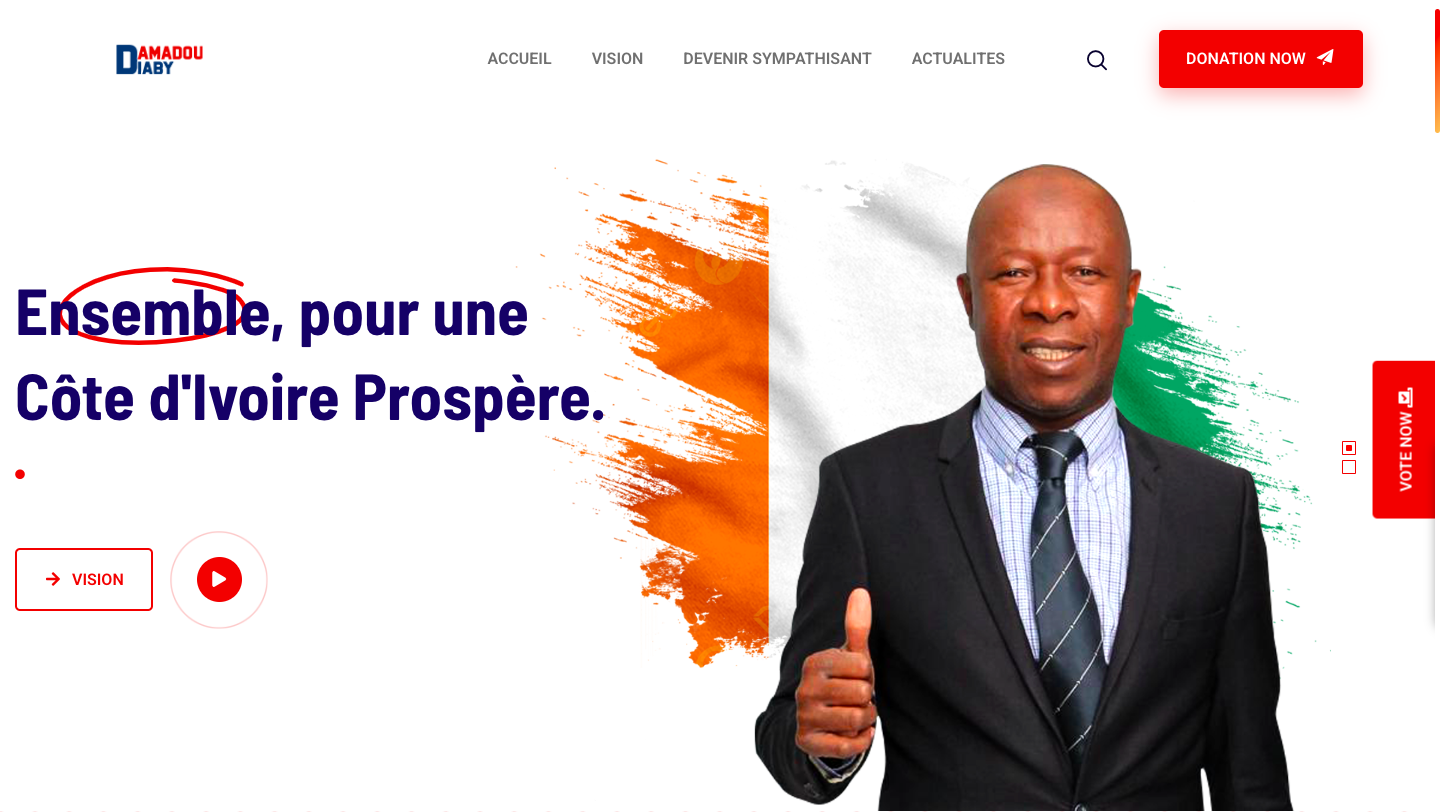 DAMADOU
DIABY
ACCUEIL
VISION
DEVENIR SYMPATHISANT
ACTUALITES
DONATION NOW
Ensemble, pour une
Côte d'Ivoire Prospère.
VISION
VOTE NOW